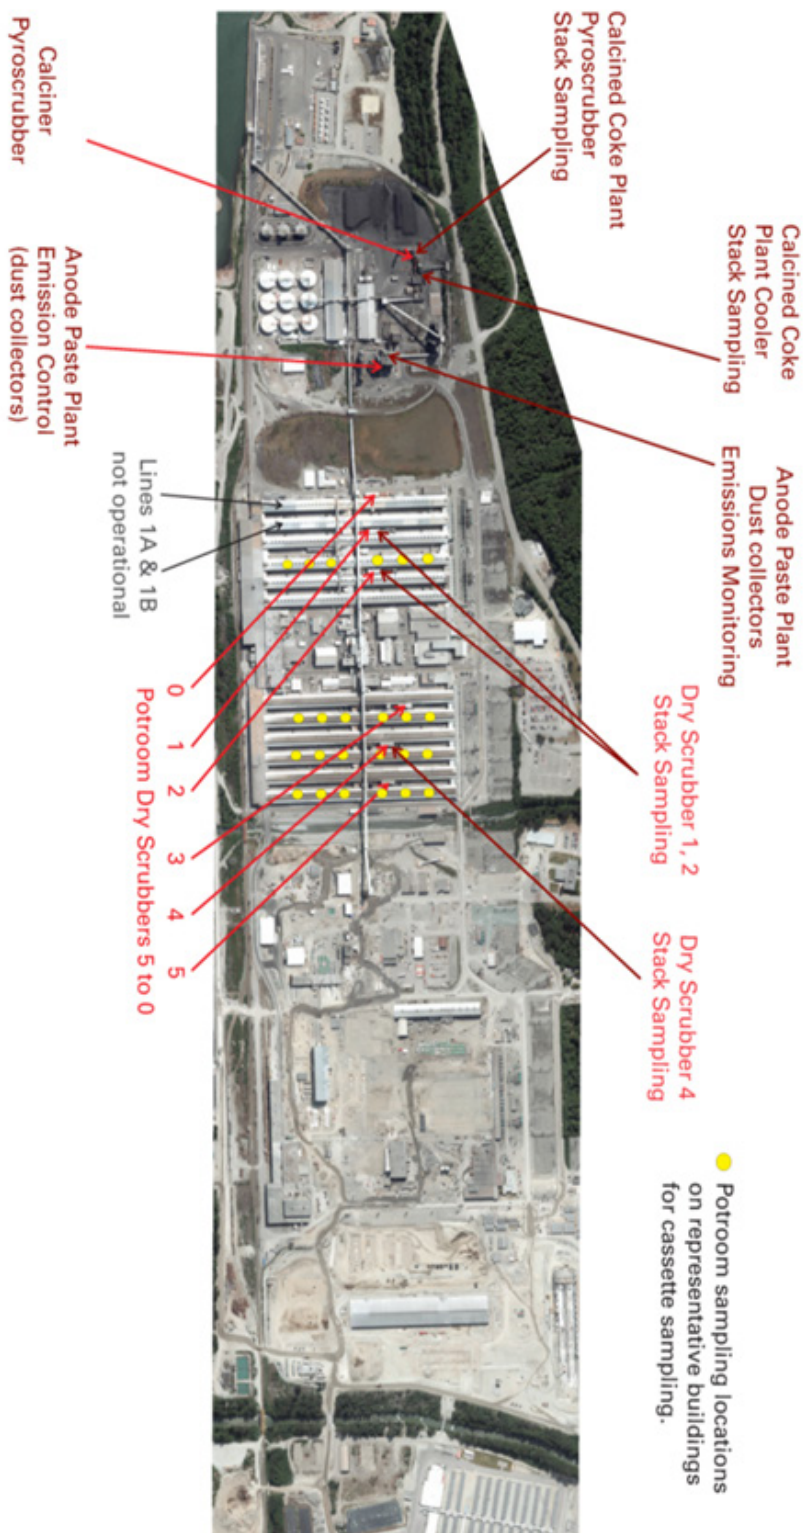 Calcined Coke Plant
Pyroscrubber
Stack Sampling
Calcined Coke
Plant Cooler
Stack Sampling
Anode Paste Plant
Dust collectors
Emissions Monitoring
Dry Scrubber 1, 2
Stack Sampling
Dry Scrubber 4
Stack Sampling
Potroom sampling locations
on representative buildings
for cassette sampling.
Calciner
Pyroscrubber
Anode Paste Plant
Emission Control
(dust collectors)
Lines 1A & 1B
not operational
0 1 2 3 4 5
Potroom Dry Scrubbers 5 to 0